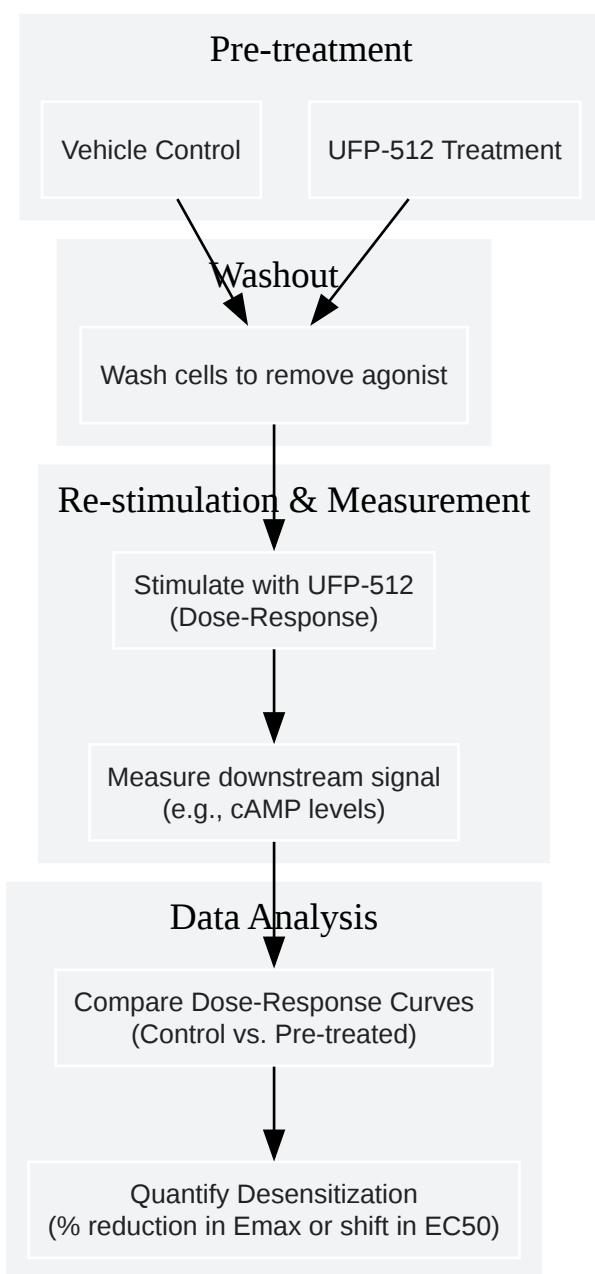 Pre-treatment
Vehicle Control
UFP-512 Treatment
Washout
Wash cells to remove agonist
Re-stimulation & Measurement
Stimulate with UFP-512
(Dose-Response)
Measure downstream signal
(e.g., cAMP levels)
Data Analysis
Compare Dose-Response Curves
(Control vs. Pre-treated)
Quantify Desensitization
(% reduction in Emax or shift in EC50)